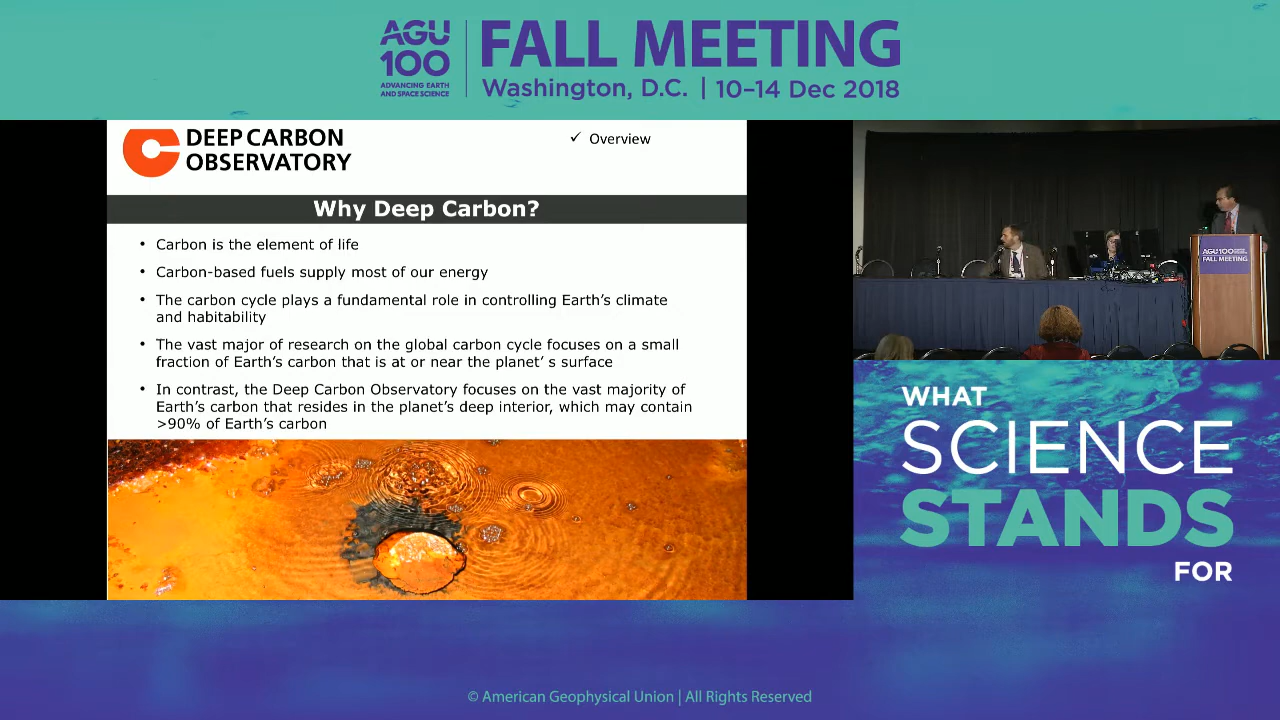 AGU
100
ADVANCING EARTH
AND SPACE SCIENCE
FALL MEETING
Washington, D.C. | 10–14 Dec 2018
DEEP CARBON
OBSERVATORY
✓ Overview
Why Deep Carbon?
• Carbon is the element of life
• Carbon-based fuels supply most of our energy
• The carbon cycle plays a fundamental role in controlling Earth’s climate
and habitability
• The vast major of research on the global carbon cycle focuses on a small
fraction of Earth’s carbon that is at or near the planet’ s surface
• In contrast, the Deep Carbon Observatory focuses on the vast majority of
Earth’s carbon that resides in the planet’s deep interior, which may contain
>90% of Earth’s carbon
AGU100
FALL MEETING
WHAT
SCIENCE
STANDS
FOR
© American Geophysical Union | All Rights Reserved